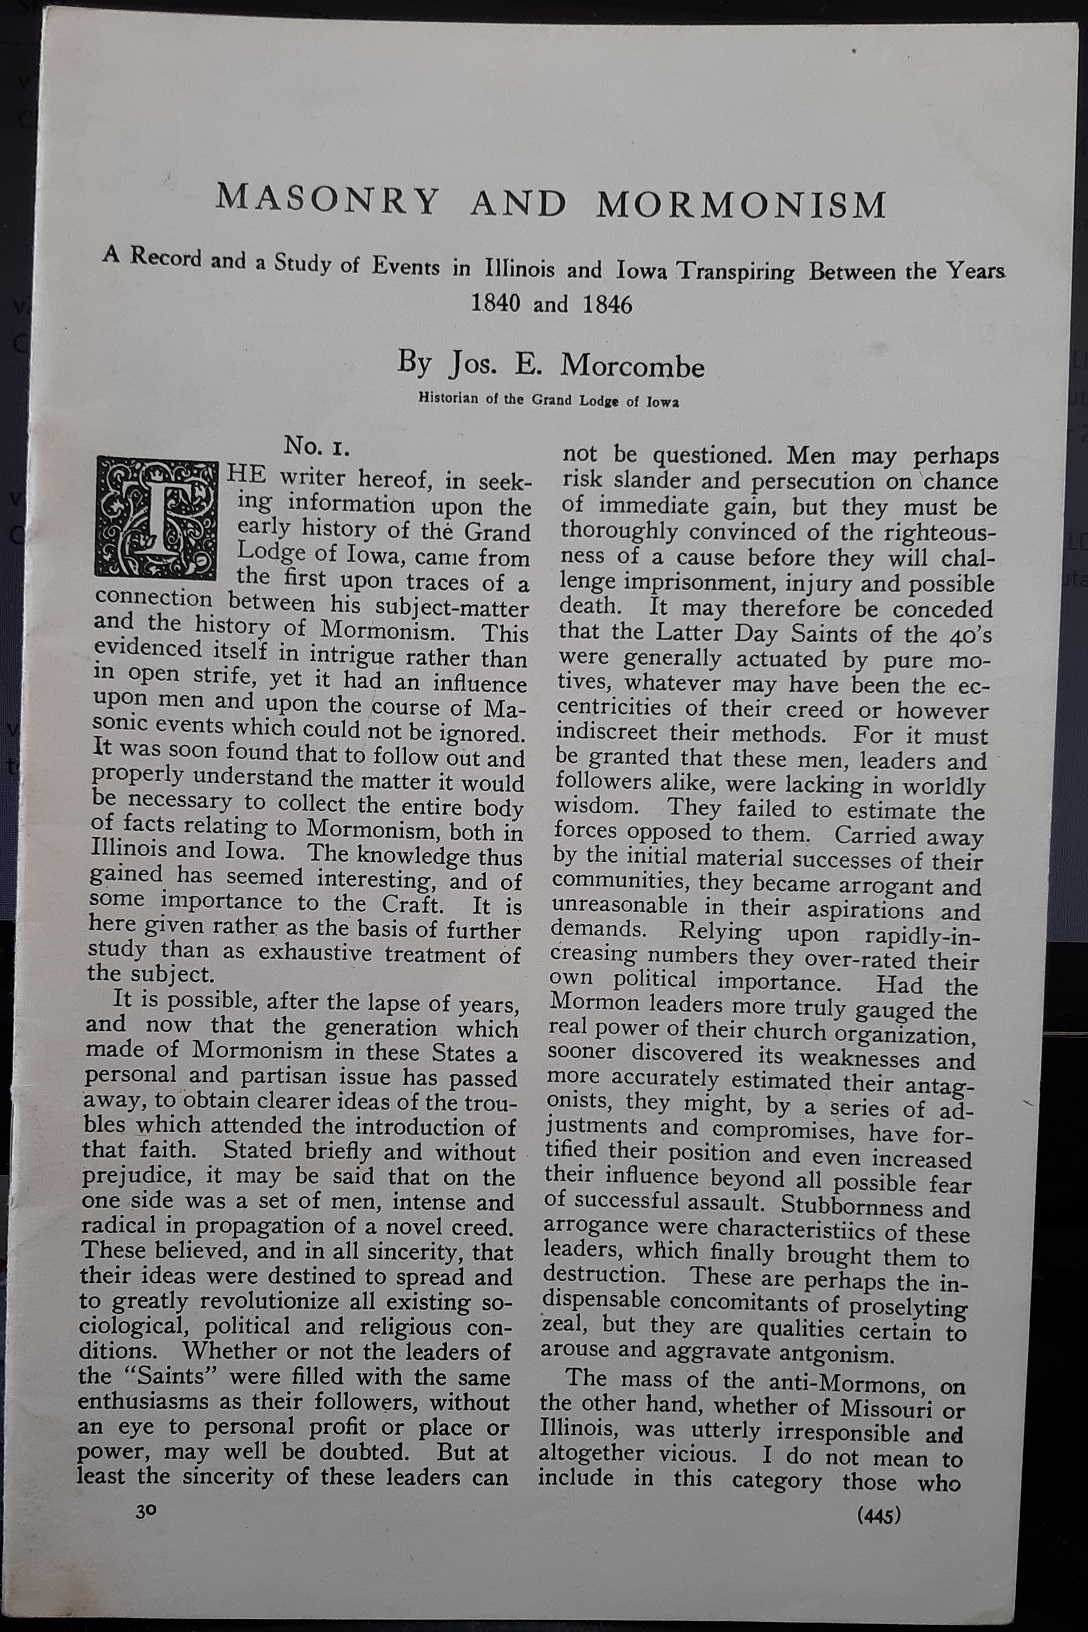 MASONRY AND MORMONISM
A Record and a Study of Events in Illinois and Iowa Transpiring Between the Years
1840 and 1846
By Jos. E. Morcombe
Historian of the Grand Lodge of Iowa
No. 1.
THE writer hereof, in seek-
ing information upon the
early history of the Grand
Lodge of Iowa, came from
the first upon traces of a
connection between his subject-matter
and the history of Mormonism. This
evidenced itself in intrigue rather than
in open strife, yet it had an influence
upon men and upon the course of Ma-
sonic events which could not be ignored.
It was soon found that to follow out and
properly understand the matter it would
be necessary to collect the entire body
of facts relating to Mormonism, both in
Illinois and Iowa. The knowledge thus
gained has seemed interesting, and of
some importance to the Craft. It is
here given rather as the basis of further
study than as exhaustive treatment of
the subject.
It is possible, after the lapse of years,
and now that the generation which
made of Mormonism in these States a
personal and partisan issue has passed
away, to obtain clearer ideas of the trou-
bles which attended the introduction of
that faith. Stated briefly and without
prejudice, it may be said that on the
one side was a set of men, intense and
radical in propagation of a novel creed.
These believed, and in all sincerity, that
their ideas were destined to spread and
to greatly revolutionize all existing so-
ciological, political and religious con-
ditions. Whether or not the leaders of
the "Saints" were filled with the same
enthusiasms as their followers, without
an eye to personal profit or place or
power, may well be doubted. But at
least the sincerity of these leaders can
30
not be questioned. Men may perhaps
risk slander and persecution on chance
of immediate gain, but they must be
thoroughly convinced of the righteous-
ness of a cause before they will chal-
lenge imprisonment, injury and possible
death. It may therefore be conceded
that the Latter Day Saints of the 40's
were generally actuated by pure mo-
tives, whatever may have been the ec-
centricities of their creed or however
indiscreet their methods. For it must
be granted that these men, leaders and
followers alike, were lacking in worldly
wisdom. They failed to estimate the
forces opposed to them. Carried away
by the initial material successes of their
communities, they became arrogant and
unreasonable in their aspirations and
demands. Relying upon rapidly-in-
creasing numbers they over-rated their
own political importance. Had the
Mormon leaders more truly gauged the
real power of their church organization,
sooner discovered its weaknesses and
more accurately estimated their antag-
onists, they might, by a series of ad-
justments and compromises, have for-
tified their position and even increased
their influence beyond all possible fear
of successful assault. Stubbornness and
arrogance were characteristiics of these
leaders, which finally brought them to
destruction. These are perhaps the in-
dispensable concomitants of proselyting
zeal, but they are qualities certain to
arouse and aggravate antgonism.
The mass of the anti-Mormons, on
the other hand, whether of Missouri or
Illinois, was utterly irresponsible and
altogether vicious. I do not mean to
include in this category those who
(445)